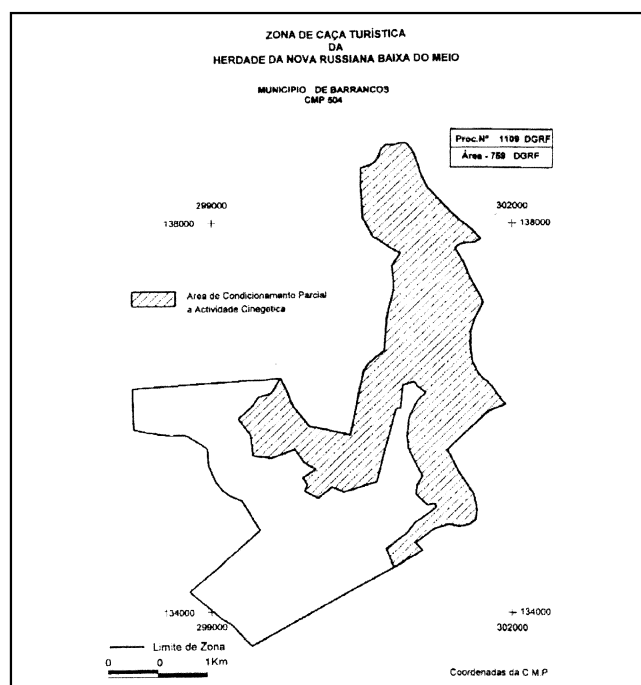 ZONA DE CAÇA TURÍSTICA
DA
HERDADE DA NOVA RUSSIANA BAIXA DO MEIO
MUNICIPIO DE BARRANCOS
CMP 504
Proc.Nº 1109 DGRF
Área - 759 DGRF
299000
138000
302000
138000
Area de Condicionamento Parcial
a Actividade Cinegetica
134000
299000
134000
302000
Limite de Zona
0 0 1Km
Coordenadas da C M P